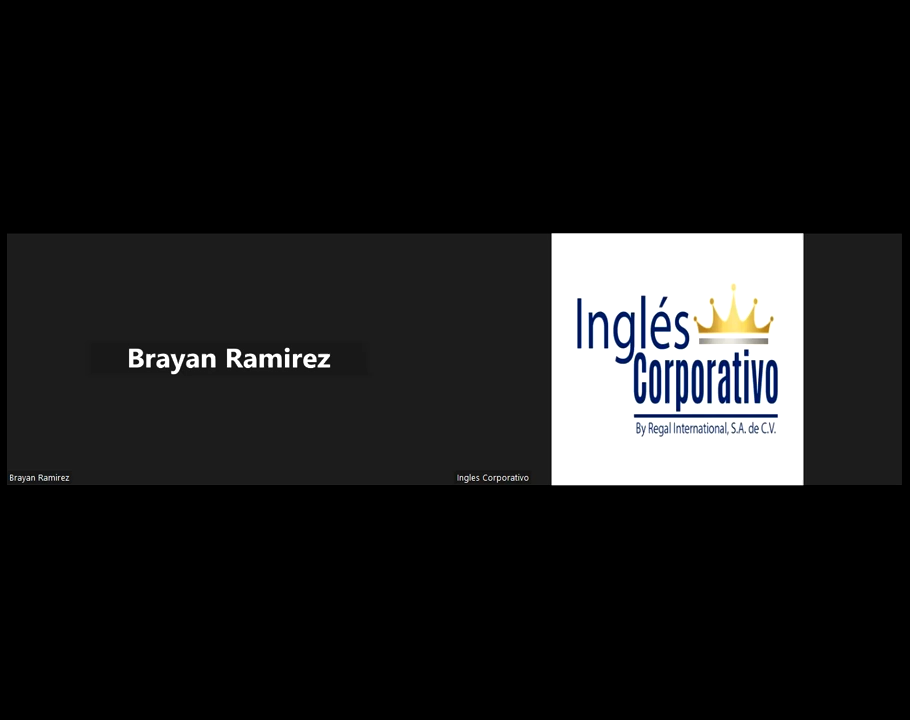 Brayan Ramirez
Brayan Ramirez
Inglés
Corporativo
By Regal International, S.A. de C.V.
Ingles Corporativo